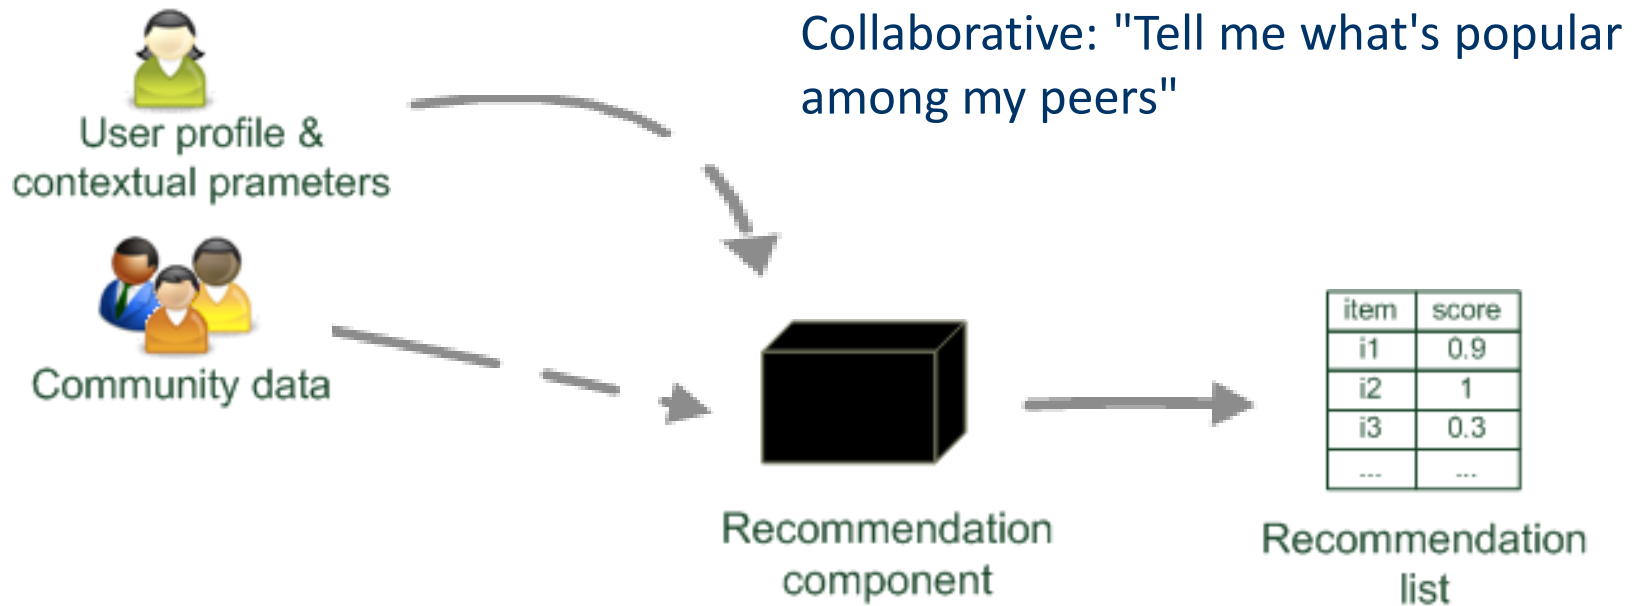 Collaborative: "Tell me what's popular
among my peers"
User profile &
contextual prameters
Community data
item score
i1 0.9
i2 1
i3 0.3
... ...
Recommendation
component
Recommendation
list